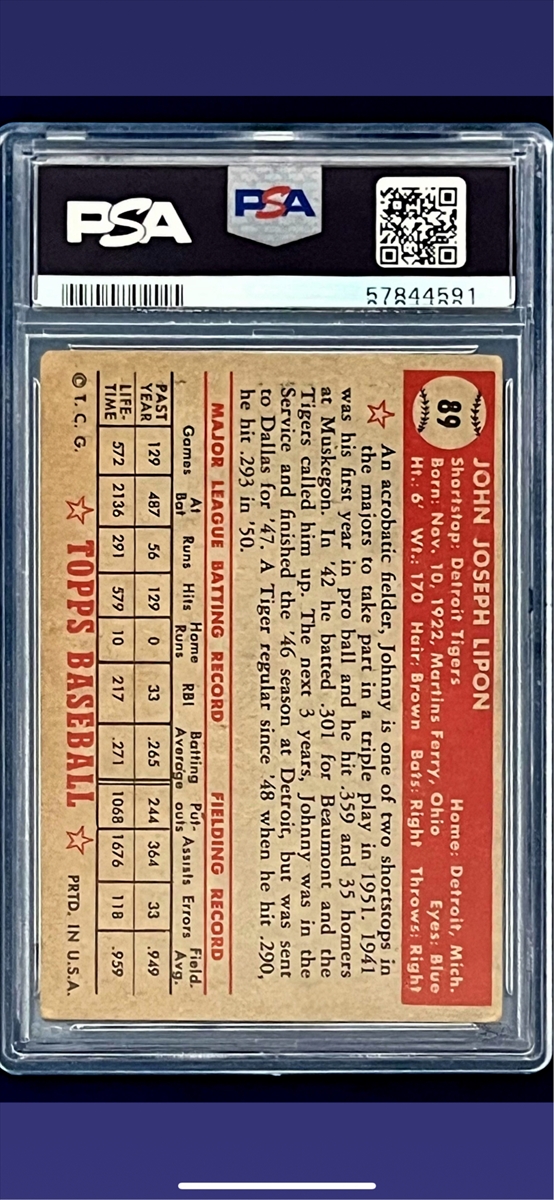 PSA
PSA
57844591
89
JOHN JOSEPH LIPON
Shortstop: Detroit Tigers Home: Detroit, Mich.
Born: Nov. 10, 1922, Martins Ferry, Ohio Eyes: Blue
Ht.: 6' Wt.: 170 Hair: Brown Bats: Right Throws: Right
An acrobatic fielder, Johnny is one of two shortstops in
the majors to take part in a triple play in 1951. 1941
was his first year in pro ball and he hit .359 and 35 homers
at Muskegon. In '42 he batted .301 for Beaumont and the
Tigers called him up. The next 3 years, Johnny was in the
Service and finished the '46 season at Detroit, but was sent
to Dallas for '47. A Tiger regular since '48 when he hit .290,
he hit .293 in '50.
MAJOR LEAGUE BATTING RECORD FIELDING RECORD
Games At Bat Runs Hits Home Runs RBI Batting Average Put-outs Assists Errors Field. Avg.
PAST YEAR 129 487 56 129 0 33 .265 244 364 33 .949
LIFE-TIME 572 2136 291 579 10 217 .271 1068 1676 118 .959
© T. C. G. TOPPS BASEBALL PRTD. IN U.S.A.